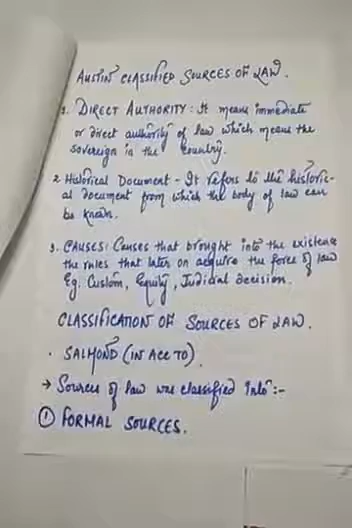 AUSTIN CLASSIFIED SOURCES OF LAW.
1. DIRECT AUTHORITY : It means immediate
or direct authority of law which means the
sovereign in the country.
2. Historical Document - It refers to the historic-
al document from which the body of law can
be known.
3. CAUSES: Causes that brought into the existence
the rules that later on acquire the force of law
Eg. Custom, Equity, Judicial decision.
CLASSIFICATION OF SOURCES OF LAW.
. SALMOND (IN ACC TO).
→ Sources of law was classified into:-
① FORMAL SOURCES.